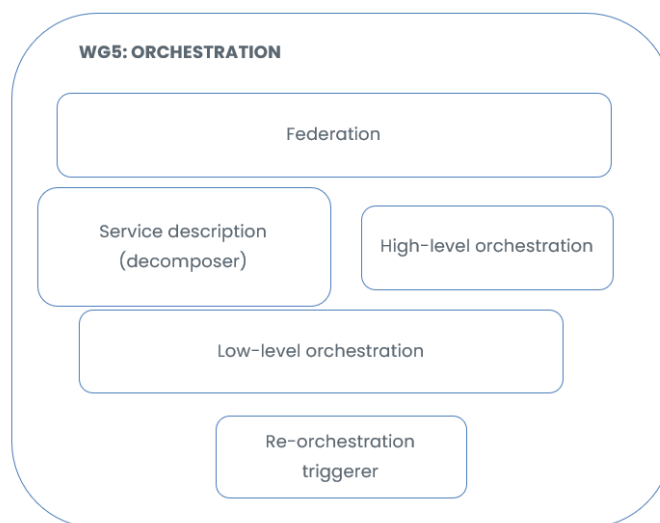 WG5: ORCHESTRATION
Federation
Service description
(decomposer)
High-level orchestration
Low-level orchestration
Re-orchestration
triggerer